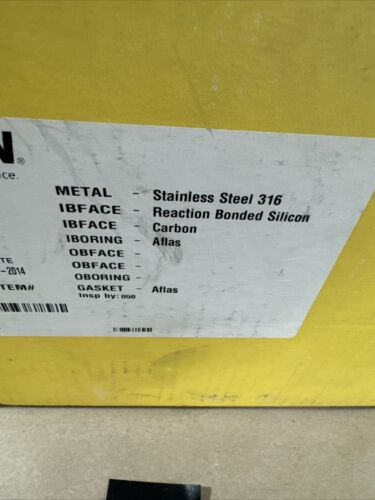 N®
ce.
METAL - Stainless Steel 316
IBFACE - Reaction Bonded Silicon
IBFACE - Carbon
IBORING - Aflas
OBFACE -
OBFACE -
OBORING -
GASKET - Aflas
Insp by: 050
TE
-2014
TEM#